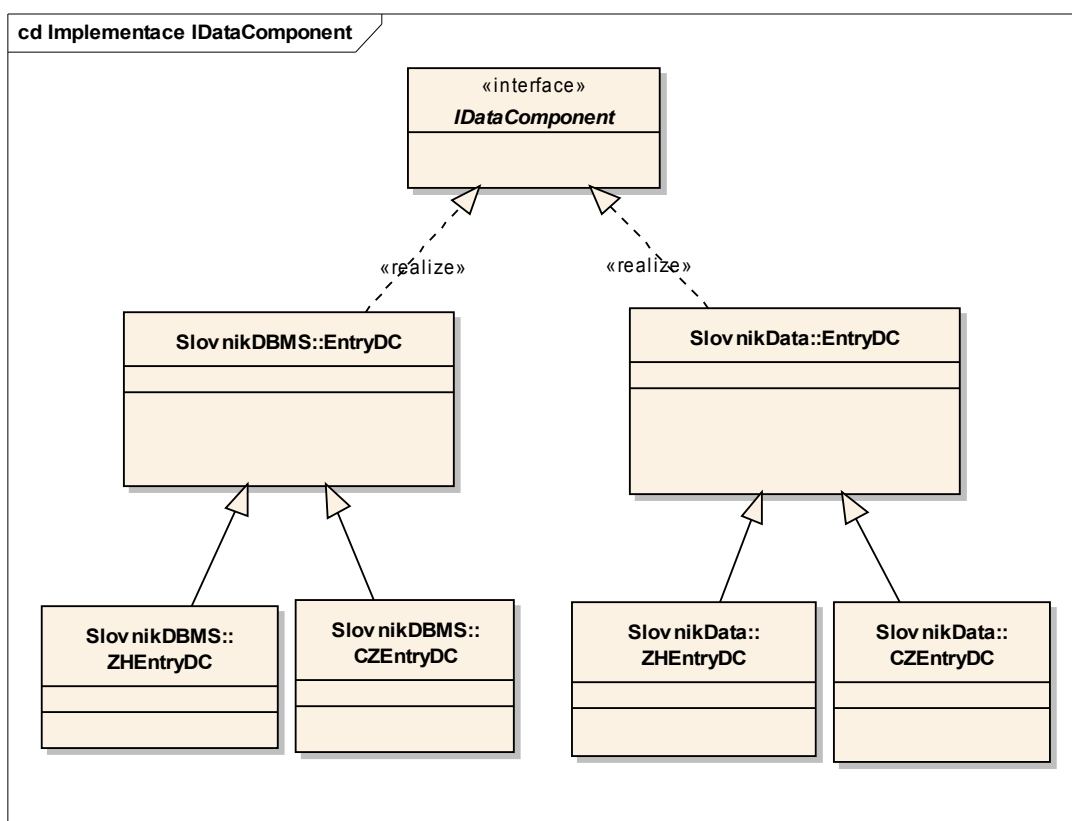 cd Implementace IDataComponent
«interface»
IDataComponent
«realize»
«realize»
SlovnikDBMS::EntryDC
SlovnikData::EntryDC
SlovnikDBMS::
ZHEntryDC
SlovnikDBMS::
CZEntryDC
SlovnikData::
ZHEntryDC
SlovnikData::
CZEntryDC